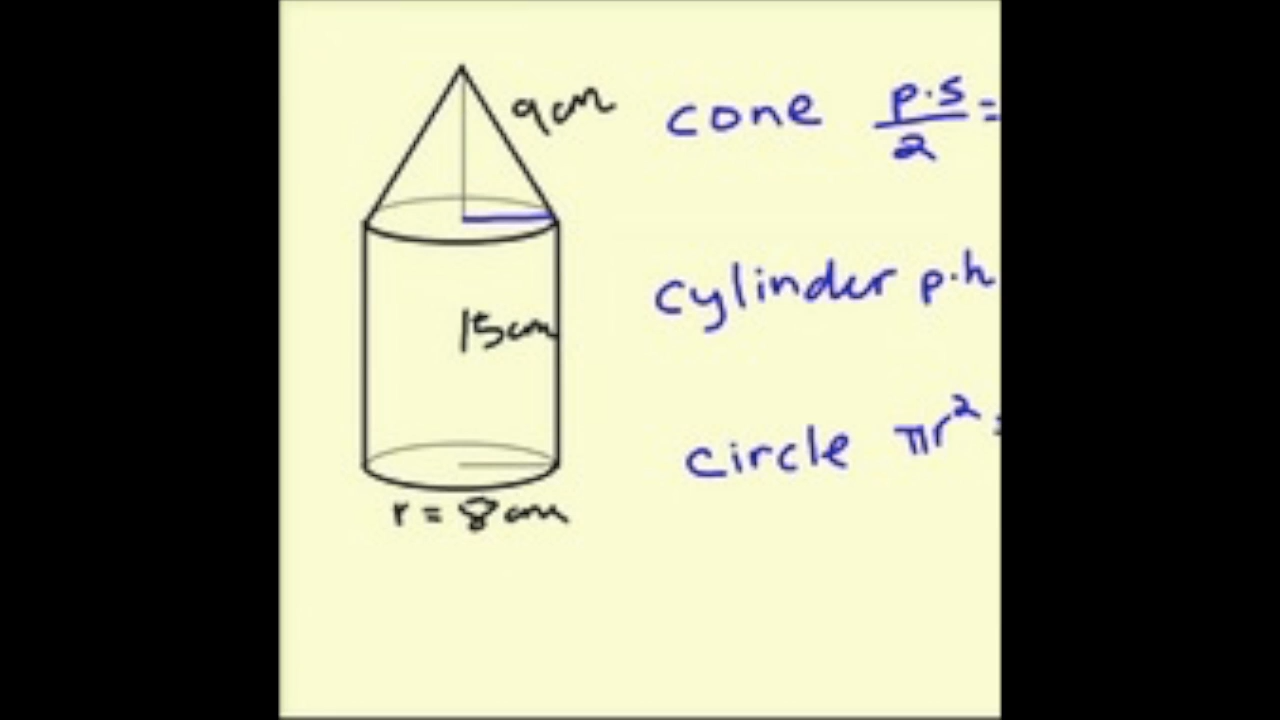 9cm
cone p.s/2 =
cylinder p.h
15cm
circle πr²=
r = 8cm